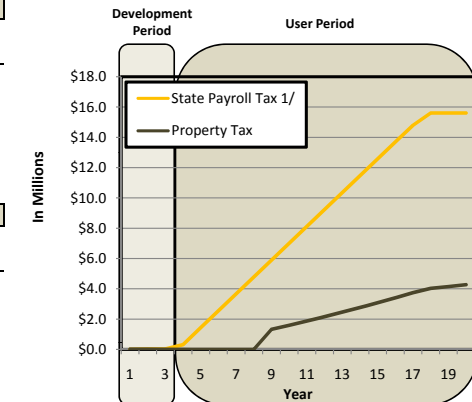 Development
Period
User Period
$18.0
$16.0
$14.0
$12.0
$10.0
$8.0
$6.0
$4.0
$2.0
$0.0
In Millions
State Payroll Tax 1/
Property Tax
1 3 5 7 9 11 13 15 17 19
Year